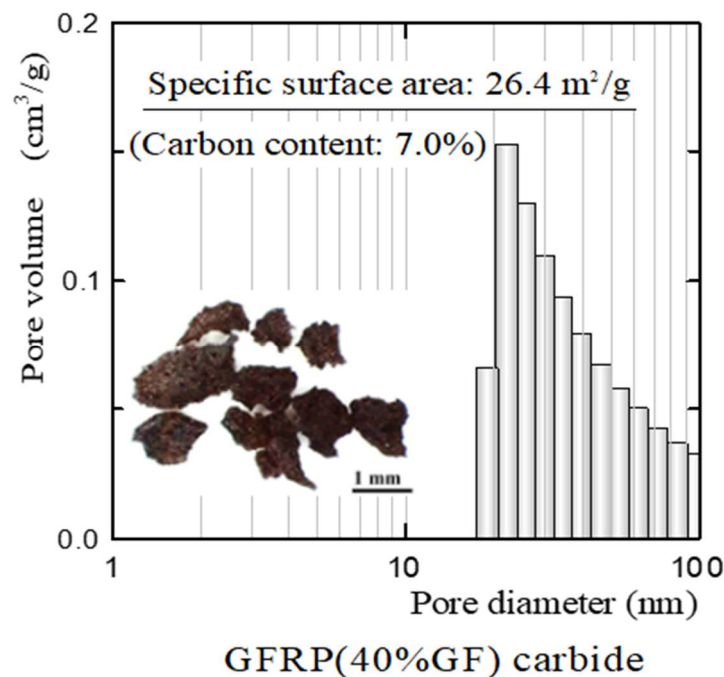 0.2
Specific surface area: 26.4 m²/g
(Carbon content: 7.0%)
Pore volume (cm³/g)
0.1
1 mm
0.0
1 10 100
Pore diameter (nm)
GFRP(40%GF) carbide